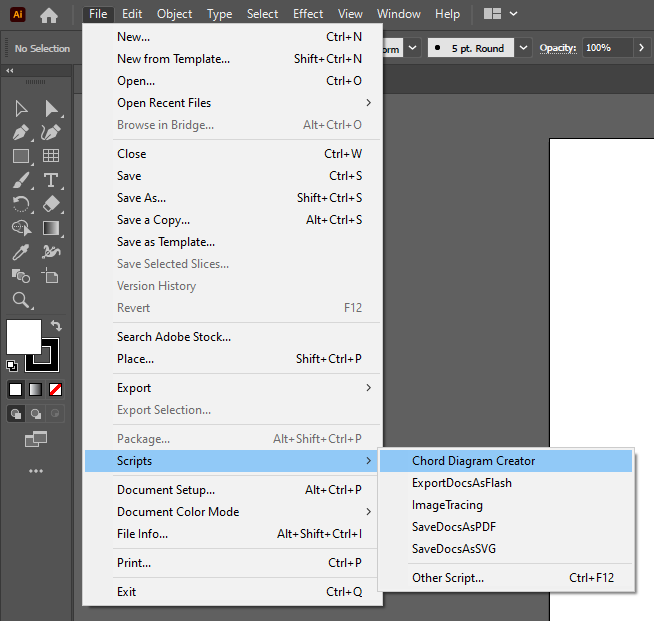 Ai File Edit Object Type Select Effect View Window Help
No Selection 5 pt. Round Opacity: 100%
New... Ctrl+N
New from Template... Shift+Ctrl+N
Open... Ctrl+O
Open Recent Files
Browse in Bridge... Alt+Ctrl+O
Close Ctrl+W
Save Ctrl+S
Save As... Shift+Ctrl+S
Save a Copy... Alt+Ctrl+S
Save as Template...
Save Selected Slices...
Version History
Revert F12
Search Adobe Stock...
Place... Shift+Ctrl+P
Export
Export Selection...
Package... Alt+Shift+Ctrl+P
Scripts
Document Setup... Alt+Ctrl+P
Document Color Mode
File Info... Alt+Shift+Ctrl+I
Print... Ctrl+P
Exit Ctrl+Q
Chord Diagram Creator
ExportDocsAsFlash
ImageTracing
SaveDocsAsPDF
SaveDocsAsSVG
Other Script... Ctrl+F12